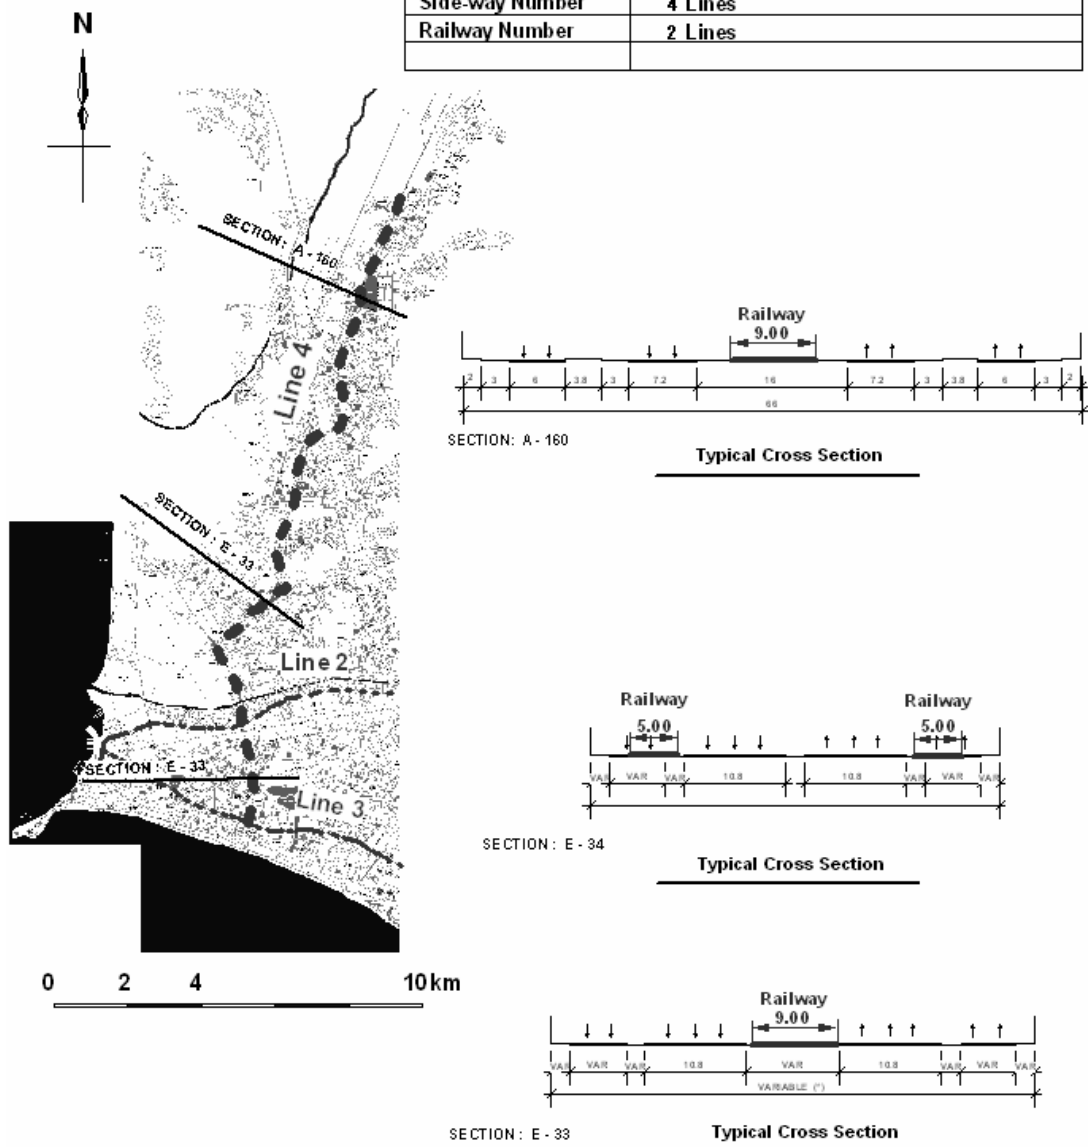 Side-way Number 4 Lines
Railway Number 2 Lines
N
SECTION: A - 160
Line 4
SECTION : E - 33
Line 2
SECTION : E - 33
Line 3
0 2 4 10km
Railway
9.00
2 3 6 3.8 3 7.2 16 7.2 3 3.8 6 3 2
66
SECTION: A - 160
Typical Cross Section
Railway Railway
5.00 5.00
VAR VAR VAR 10.8 10.8 VAR VAR VAR
SECTION : E - 34
Typical Cross Section
Railway
9.00
VAR VAR VAR 10.8 VAR 10.8 VAR VAR VAR
VARIABLE (*)
SECTION : E - 33
Typical Cross Section